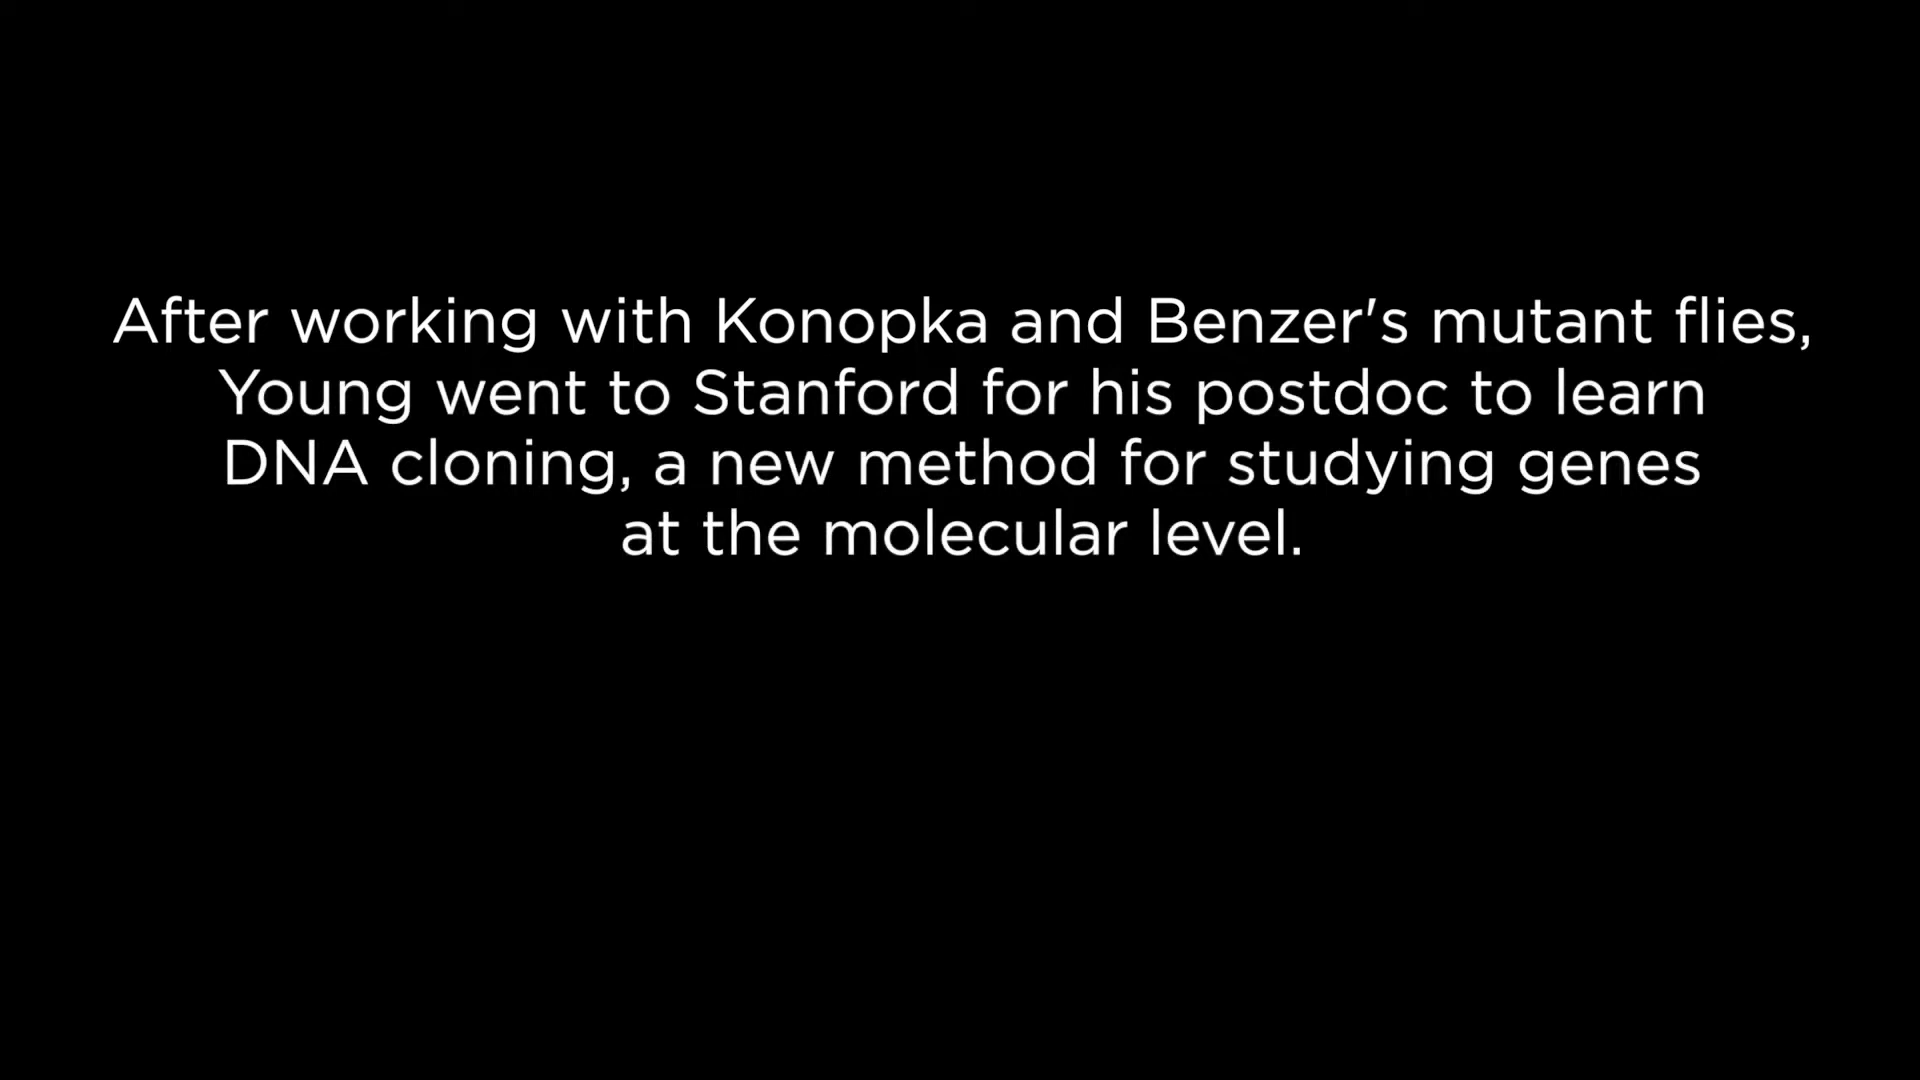 After working with Konopka and Benzer's mutant flies,
Young went to Stanford for his postdoc to learn
DNA cloning, a new method for studying genes
at the molecular level.